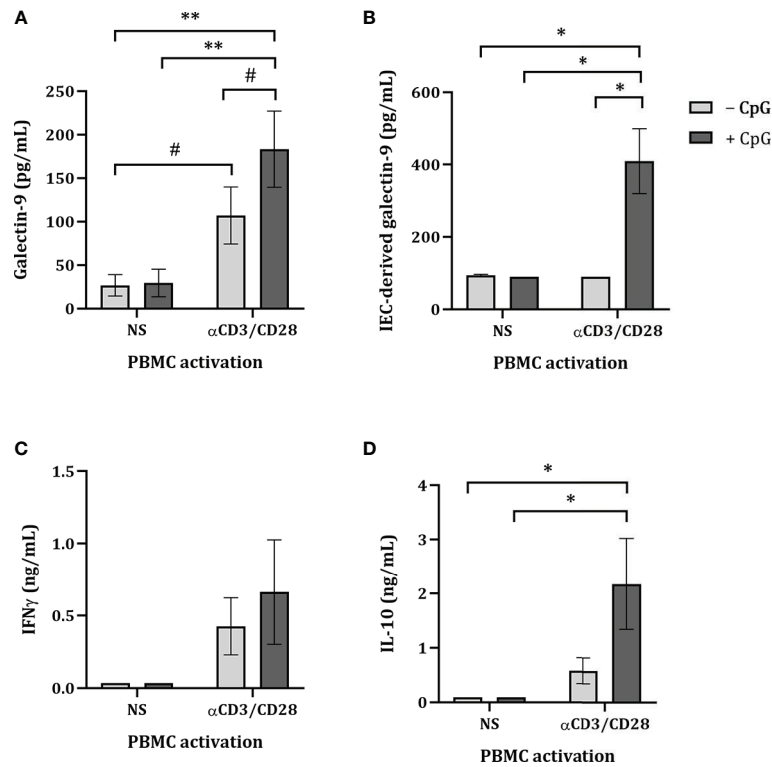 A
**
**
#
#
Galectin-9 (pg/mL)
250
200
150
100
50
0
NS
αCD3/CD28
PBMC activation
B
*
*
*
IEC-derived galectin-9 (pg/mL)
600
400
200
0
NS
αCD3/CD28
PBMC activation
– CpG
+ CpG
C
IFNγ (ng/mL)
1.5
1.0
0.5
0.0
NS
αCD3/CD28
PBMC activation
D
*
*
IL-10 (ng/mL)
4
3
2
1
0
NS
αCD3/CD28
PBMC activation